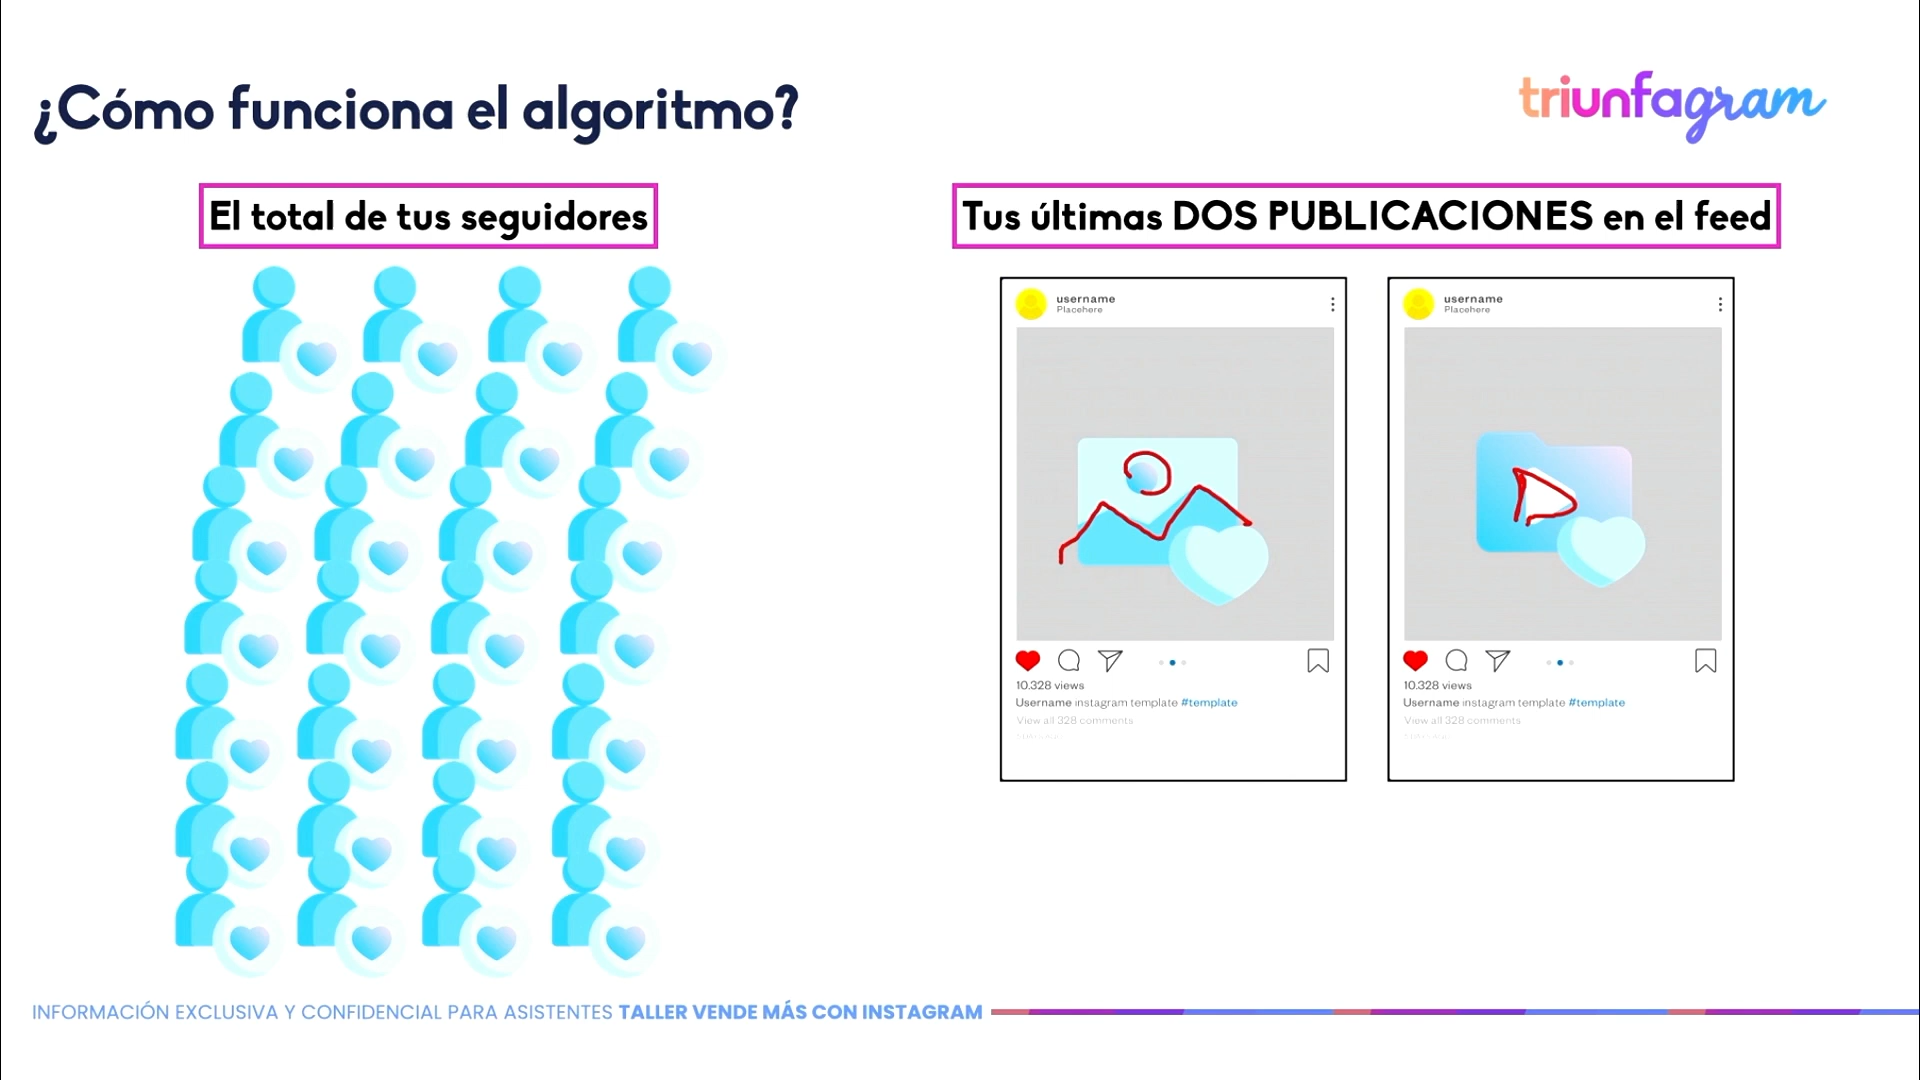 ¿Cómo funciona el algoritmo?
triunfagram
El total de tus seguidores
Tus últimas DOS PUBLICACIONES en el feed
username
Placehere
10.328 views
Username instagram template #template
View all 328 comments
username
Placehere
10.328 views
Username instagram template #template
View all 328 comments
INFORMACIÓN EXCLUSIVA Y CONFIDENCIAL PARA ASISTENTES TALLER VENDE MÁS CON INSTAGRAM